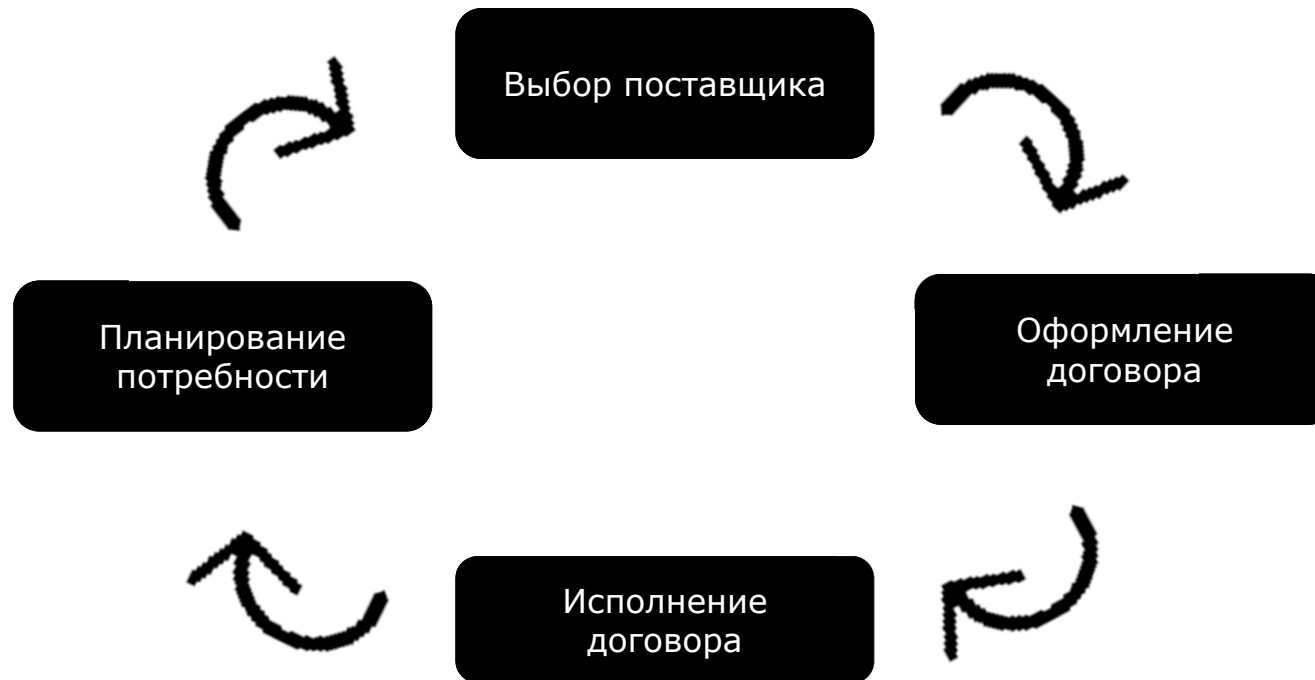 Выбор поставщика
Планирование
потребности
Оформление
договора
Исполнение
договора